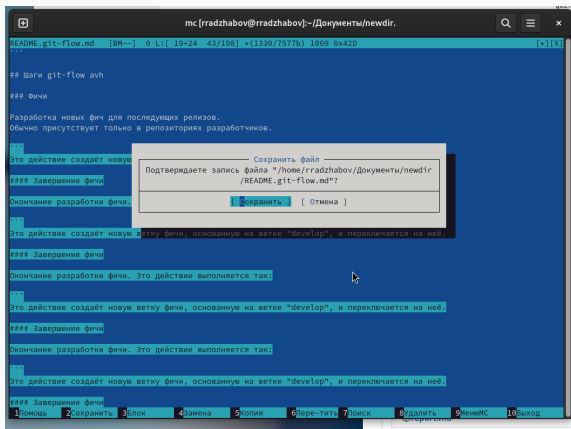 mc [rradzhabov@rradzhabov]:~/Документы/newdir.
README.git-flow.md [BM--] 0 L:[ 19+24 43/198] *(1330/7577b) 1069 0x42D [*][X]
```
## Шаги git-flow avh
### Фичи
Разработка новых фич для последующих релизов.
Обычно присутствует только в репозиториях разработчиков.
```
Это действие создаёт новую
Сохранить файл
Подтверждаете запись файла "/home/rradzhabov/Документы/newdir
/README.git-flow.md"?
[ Сохранить ] [ Отмена ]
#### Завершение фичи
Окончание разработки фичи.
```
Это действие создаёт новую ветку фичи, основанную на ветке "develop", и переключается на неё.
#### Завершение фичи
Окончание разработки фичи. Это действие выполняется так:
```
Это действие создаёт новую ветку фичи, основанную на ветке "develop", и переключается на неё.
#### Завершение фичи
Окончание разработки фичи. Это действие выполняется так:
```
Это действие создаёт новую ветку фичи, основанную на ветке "develop", и переключается на неё.
#### Завершение фичи
1Помощь 2Сохранить 3Блок 4Замена 5Копия 6Пере~тить 7Поиск 8Удалить 9МенюMC 10Выход